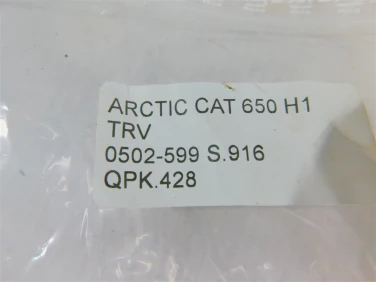 ARCTIC CAT 650 H1
TRV
0502-599 S.916
QPK.428